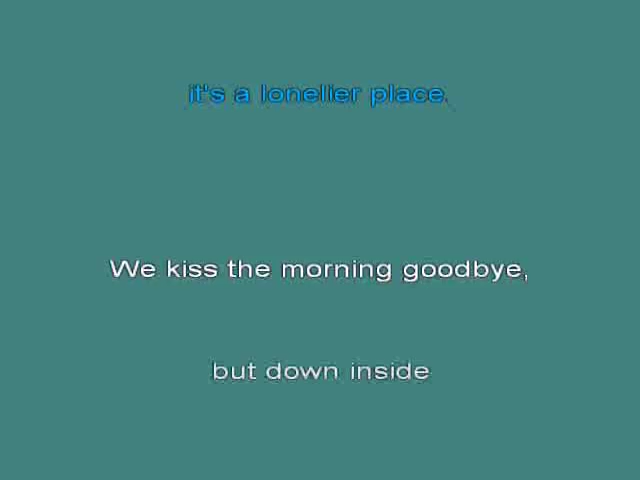 it's a lonelier place.
We kiss the morning goodbye,
but down inside